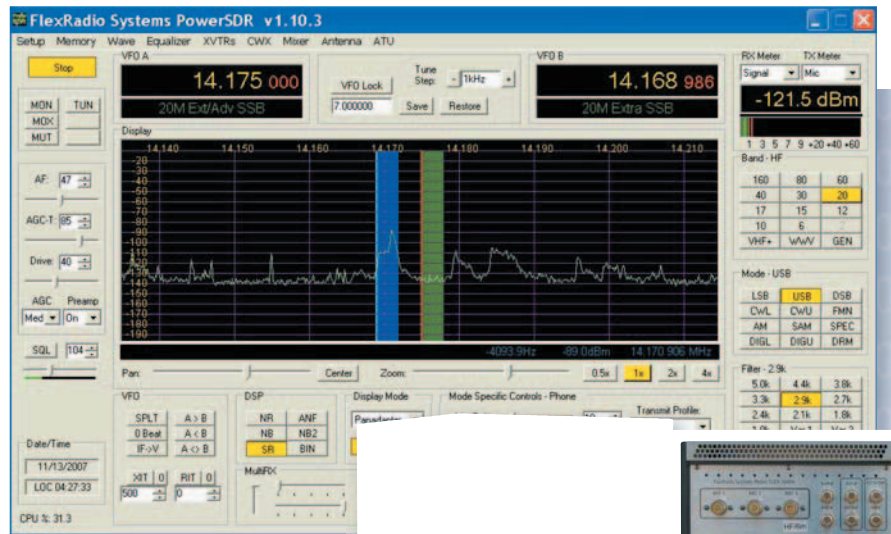 FlexRadio Systems PowerSDR v1.10.3
Setup Memory Wave Equalizer XVTRs CWX Mixer Antenna ATU
Stop
MON TUN
MOX
MUT
AF: 47
AGC-T: 85
Drive: 40
AGC Preamp
Med On
SQL 104
Date/Time
11/13/2007
LOC 04:27:33
CPU %: 31.3
VFO A
14.175 000
20M Ext/Adv SSB
VFO Lock
Tune Step: - 1kHz +
7.000000 Save Restore
VFO B
14.168 986
20M Extra SSB
Display
14.140 14.150 14.160 14.170 14.180 14.190 14.200 14.210
-20
-30
-40
-50
-60
-70
-80
-90
-100
-110
-120
-130
-140
-150
-160
-170
-180
-190
-4093.9Hz -89.0dBm 14.170 906 MHz
Pan: Center Zoom: 0.5x 1x 2x 4x
VFO
SPLT A > B
0 Beat A < B
IF->V A <> B
XIT 0 RIT 0
500 0
DSP
NR ANF
NB NB2
SR BIN
MultiRX
Display Mode
Panadapter
Mode Specific Controls - Phone
Transmit Profile:
RX Meter TX Meter
Signal Mic
-121.5 dBm
1 3 5 7 9 +20 +40 +60
Band - HF
160 80 60
40 30 20
17 15 12
10 6 2
VHF+ WWV GEN
Mode - USB
LSB USB DSB
CWL CWU FMN
AM SAM SPEC
DIGL DIGU DRM
Filter - 2.9k
5.0k 4.4k 3.8k
3.3k 2.9k 2.7k
2.4k 2.1k 1.8k
HF/6m